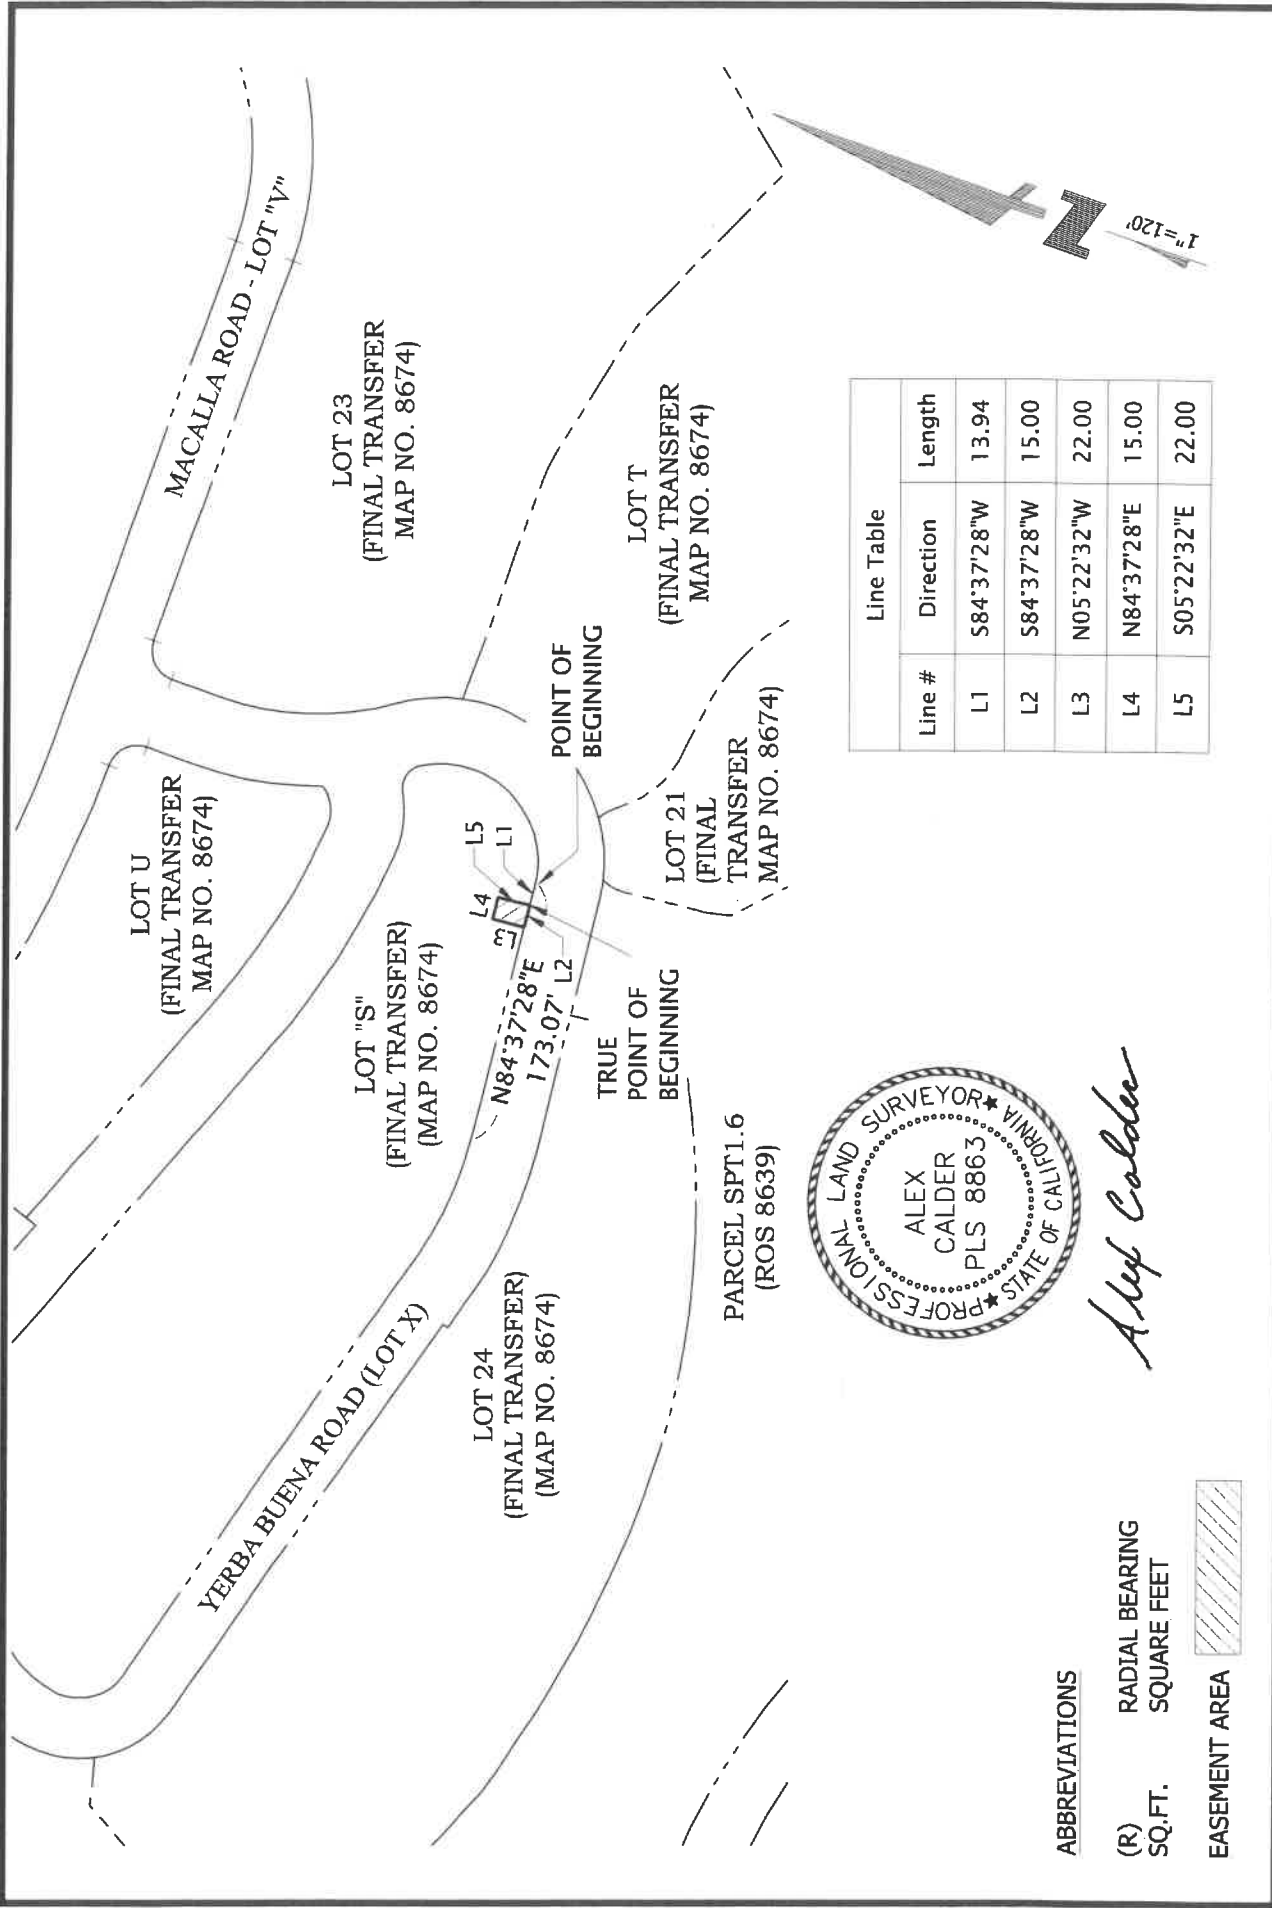 MACALLA ROAD - LOT "V"
LOT U
(FINAL TRANSFER
MAP NO. 8674)
LOT 23
(FINAL TRANSFER
MAP NO. 8674)
LOT "S"
(FINAL TRANSFER)
(MAP NO. 8674)
L4
L5
L1
L3
L2
N84°37'28"E
173.07'
POINT OF
BEGINNING
TRUE
POINT OF
BEGINNING
LOT T
(FINAL TRANSFER
MAP NO. 8674)
LOT 21
(FINAL
TRANSFER
MAP NO. 8674)
YERBA BUENA ROAD (LOT X)
LOT 24
(FINAL TRANSFER)
(MAP NO. 8674)
PARCEL SPT1.6
(ROS 8639)
PROFESSIONAL LAND SURVEYOR
ALEX
CALDER
PLS 8863
STATE OF CALIFORNIA
Alex Calder
Line Table
Line # Direction Length
L1 S84°37'28"W 13.94
L2 S84°37'28"W 15.00
L3 N05°22'32"W 22.00
L4 N84°37'28"E 15.00
L5 S05°22'32"E 22.00
Z
1"=120'
ABBREVIATIONS
(R) RADIAL BEARING
SQ.FT. SQUARE FEET
EASEMENT AREA